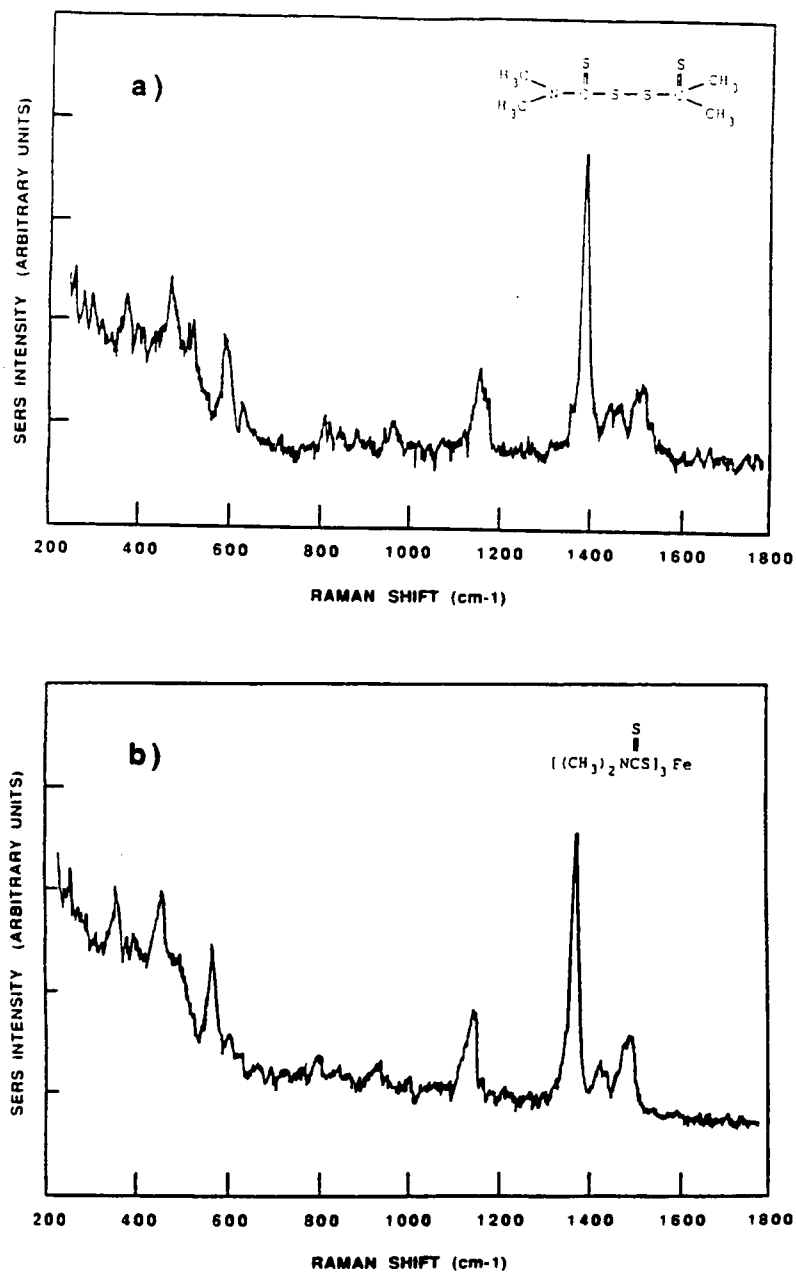 a)
S S
H3C CH3
N – C – S – S – C
H3C CH3
SERS INTENSITY (ARBITRARY UNITS)
200 400 600 800 1000 1200 1400 1600 1800
RAMAN SHIFT (cm-1)
b)
S
[(CH3)2NCS]3Fe
SERS INTENSITY (ARBITRARY UNITS)
200 400 600 800 1000 1200 1400 1600 1800
RAMAN SHIFT (cm-1)